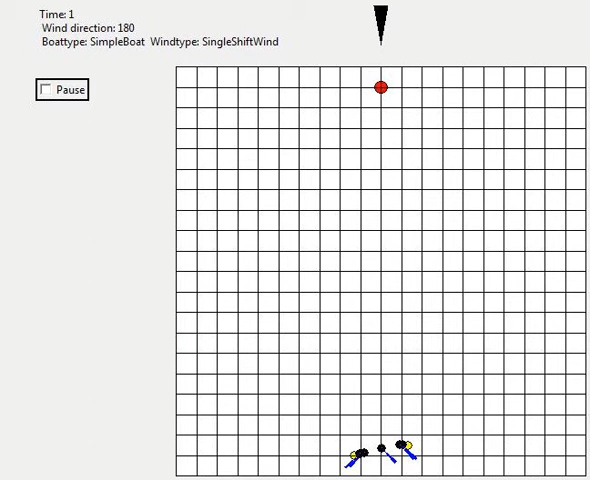 Time: 1
Wind direction: 180
Boattype: SimpleBoat  Windtype: SingleShiftWind
Pause